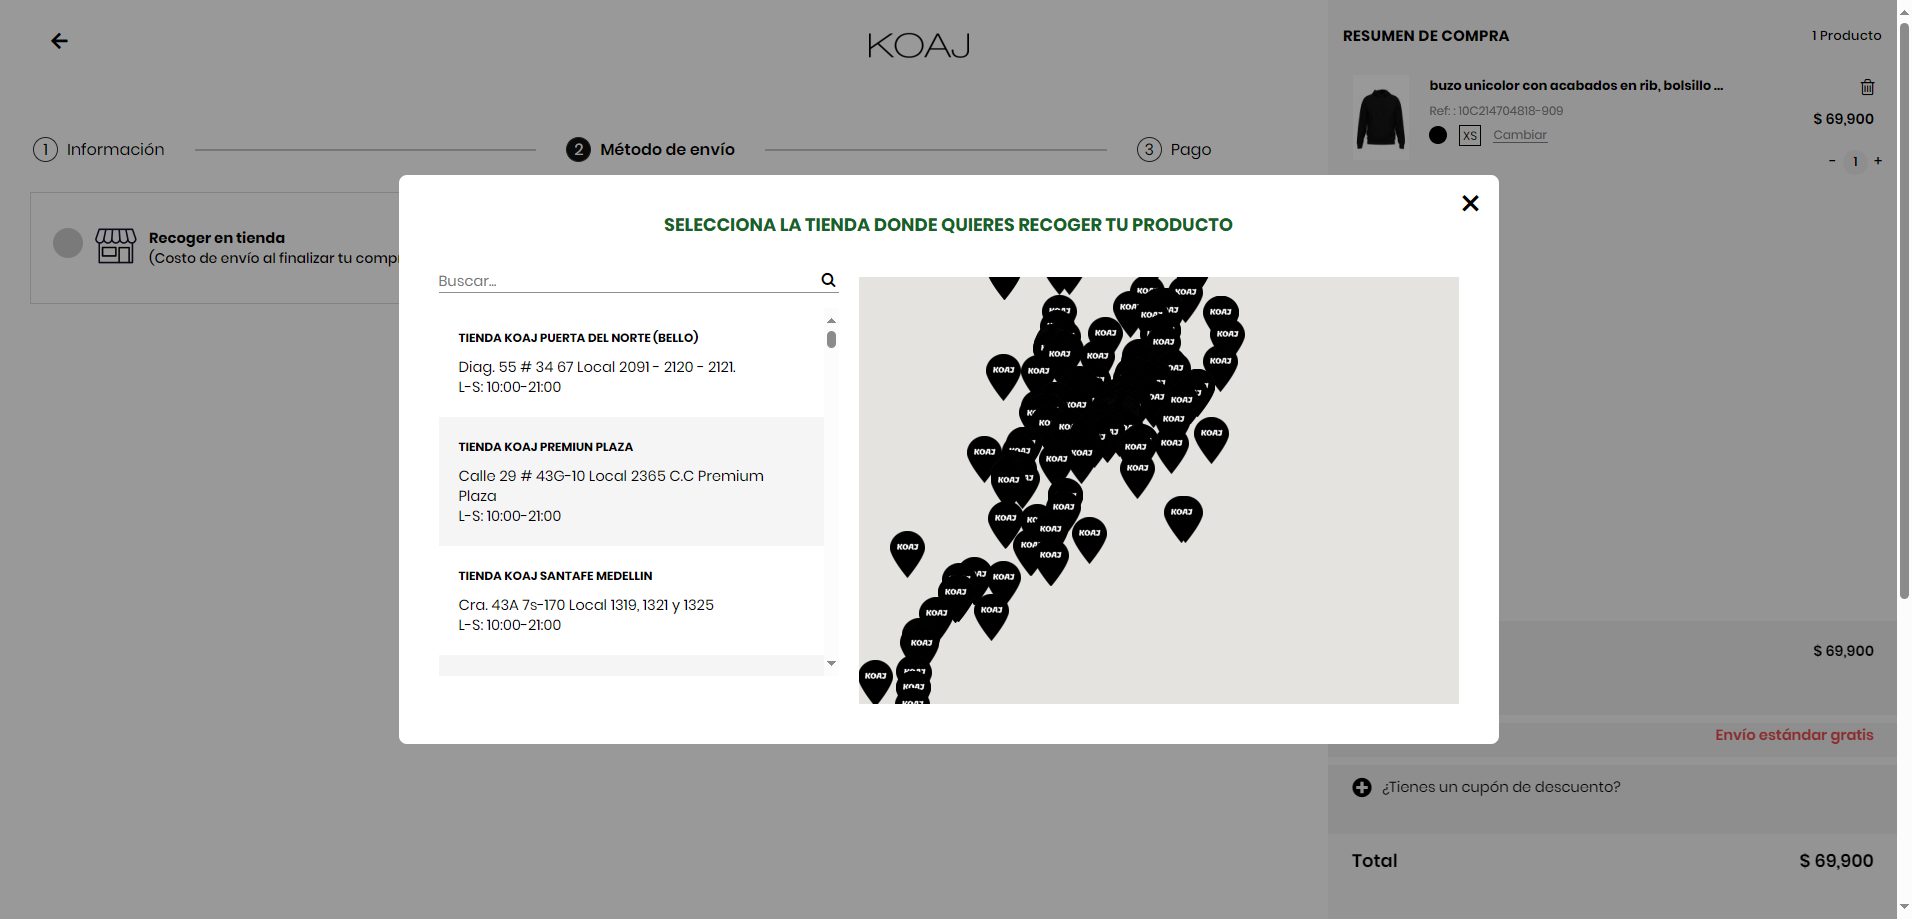 KOAJ
1 Información
2 Método de envío
3 Pago
Recoger en tienda
(Costo de envío al finalizar tu comp
SELECCIONA LA TIENDA DONDE QUIERES RECOGER TU PRODUCTO
Buscar...
TIENDA KOAJ PUERTA DEL NORTE (BELLO)
Diag. 55 # 34 67 Local 2091 - 2120 - 2121.
L-S: 10:00-21:00
TIENDA KOAJ PREMIUN PLAZA
Calle 29 # 43G-10 Local 2365 C.C Premium
Plaza
L-S: 10:00-21:00
TIENDA KOAJ SANTAFE MEDELLIN
Cra. 43A 7s-170 Local 1319, 1321 y 1325
L-S: 10:00-21:00
KOAJ
RESUMEN DE COMPRA
1 Producto
buzo unicolor con acabados en rib, bolsillo ...
Ref: : 10C214704818-909
$ 69,900
XS Cambiar
- 1 +
$ 69,900
Envío estándar gratis
¿Tienes un cupón de descuento?
Total
$ 69,900